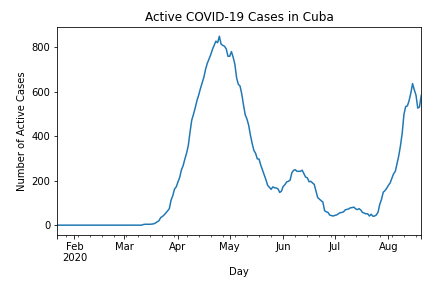 Active COVID-19 Cases in Cuba
Number of Active Cases
800
600
400
200
0
Feb Mar Apr May Jun Jul Aug
2020
Day